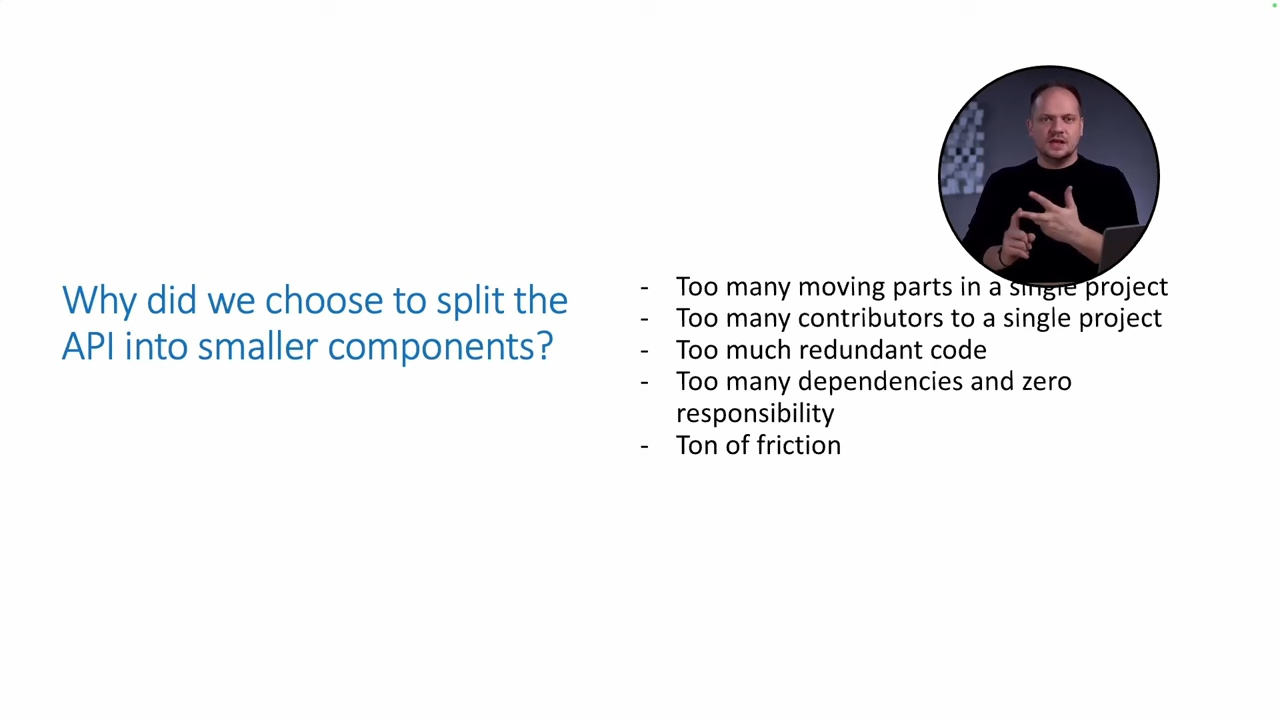 Why did we choose to split the
API into smaller components?
- Too many moving parts in a single project
- Too many contributors to a single project
- Too much redundant code
- Too many dependencies and zero
responsibility
- Ton of friction